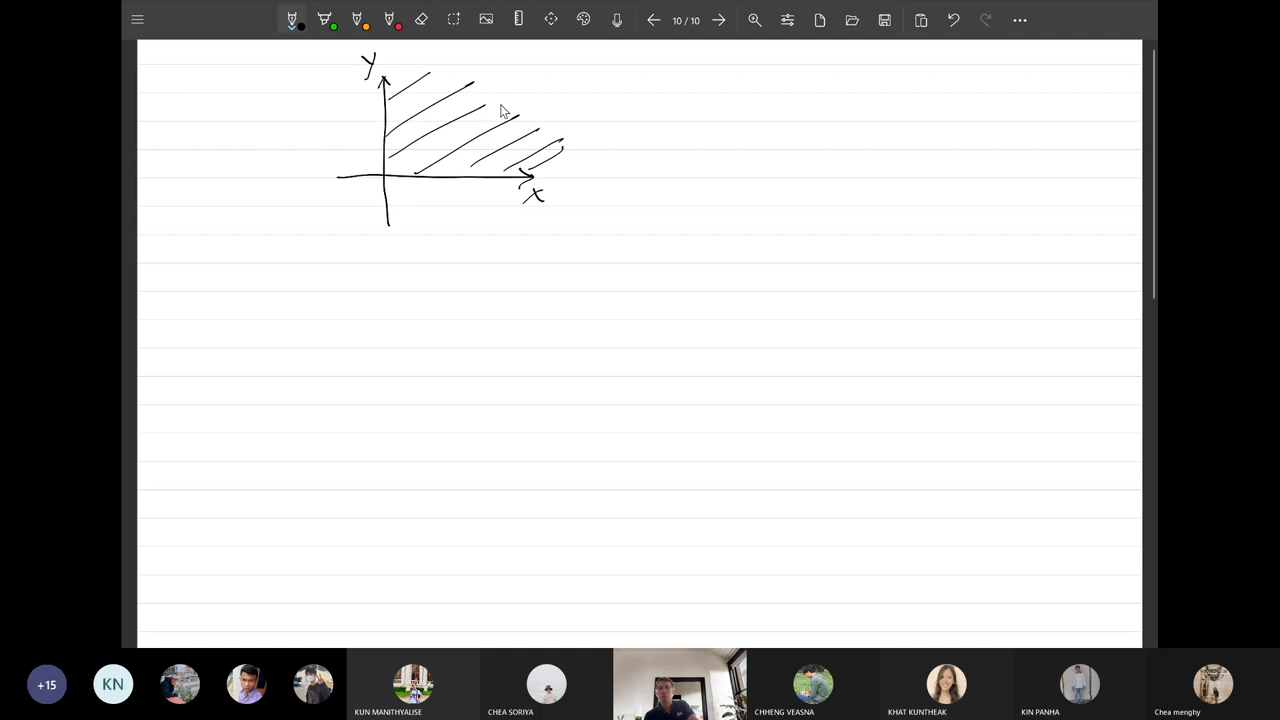 10 / 10
y
x
+15
KN
KUN MANITHYALISE
CHEA SORIYA
CHHENG VEASNA
KHAT KUNTHEAK
KIN PANHA
Chea menghy